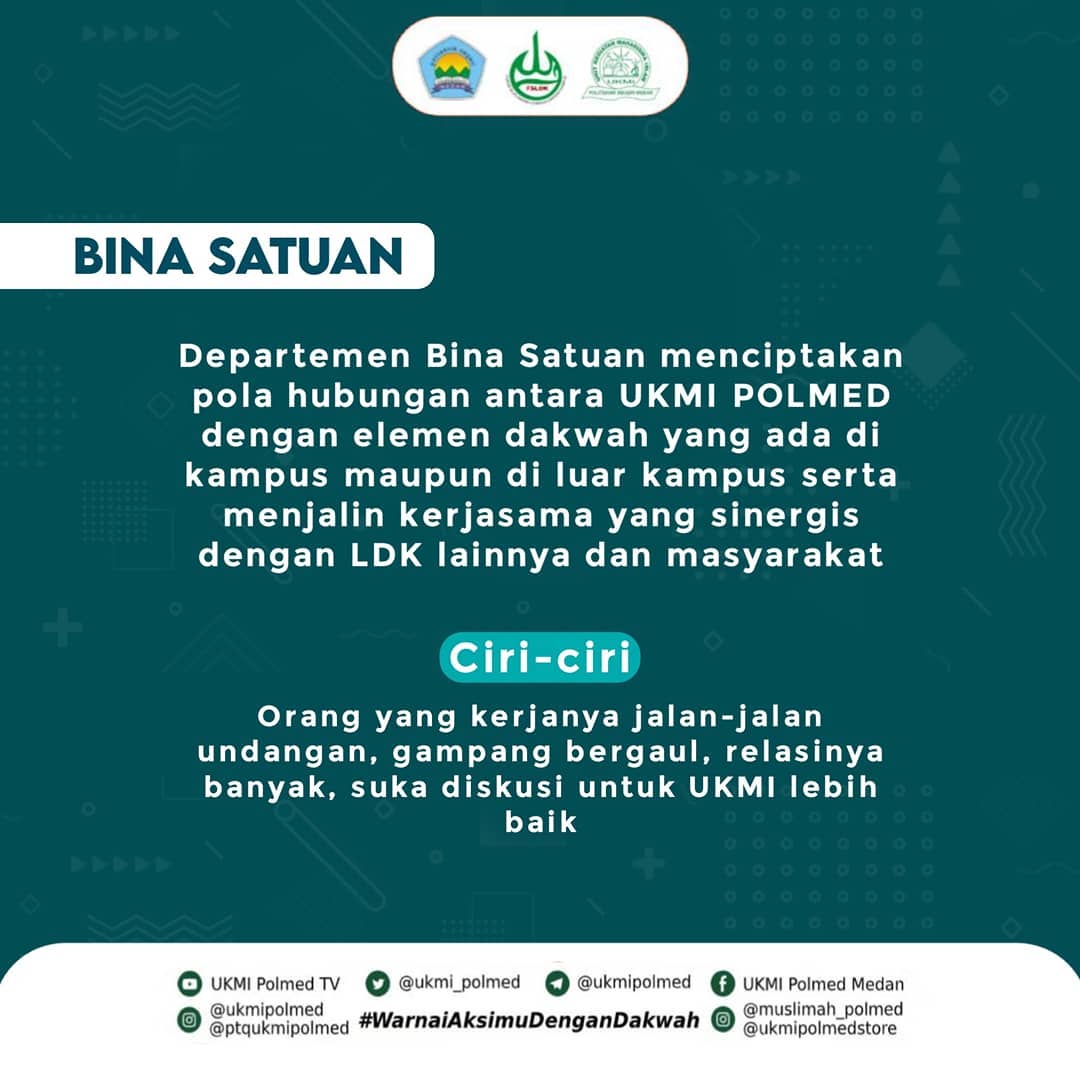 FSLDK
UKMI
BINA SATUAN
Departemen Bina Satuan menciptakan
pola hubungan antara UKMI POLMED
dengan elemen dakwah yang ada di
kampus maupun di luar kampus serta
menjalin kerjasama yang sinergis
dengan LDK lainnya dan masyarakat
Ciri-ciri
Orang yang kerjanya jalan-jalan
undangan, gampang bergaul, relasinya
banyak, suka diskusi untuk UKMI lebih
baik
UKMI Polmed TV
@ukmi_polmed
@ukmipolmed
UKMI Polmed Medan
@ukmipolmed
@ptqukmipolmed
#WarnaiAksimuDenganDakwah
@muslimah_polmed
@ukmipolmedstore